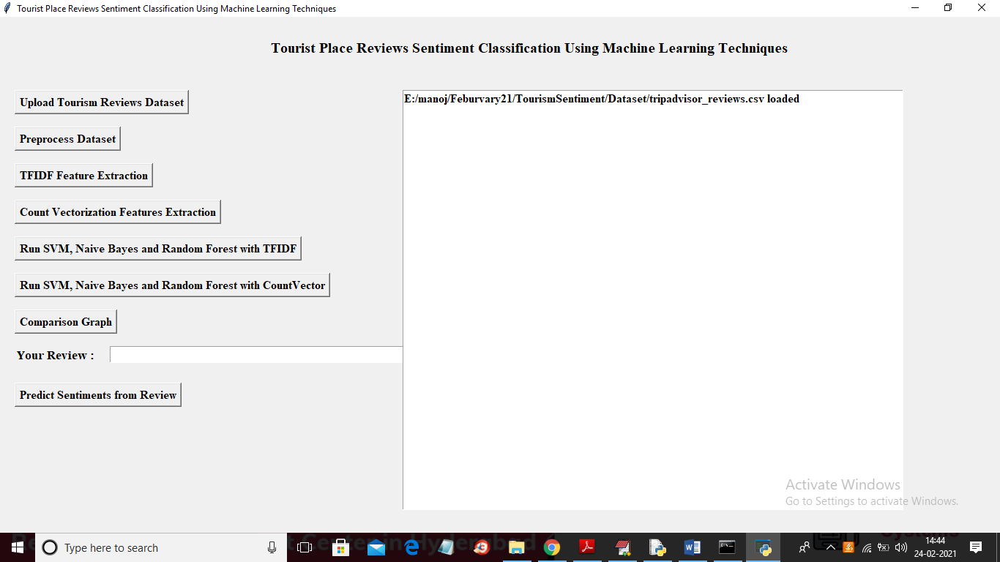 Tourist Place Reviews Sentiment Classification Using Machine Learning Techniques
Tourist Place Reviews Sentiment Classification Using Machine Learning Techniques
Upload Tourism Reviews Dataset
E:/manoj/Feburvary21/TourismSentiment/Dataset/tripadvisor_reviews.csv loaded
Preprocess Dataset
TFIDF Feature Extraction
Count Vectorization Features Extraction
Run SVM, Naive Bayes and Random Forest with TFIDF
Run SVM, Naive Bayes and Random Forest with CountVector
Comparison Graph
Your Review :
Predict Sentiments from Review
Activate Windows
Go to Settings to activate Windows.
Type here to search
14:44
24-02-2021